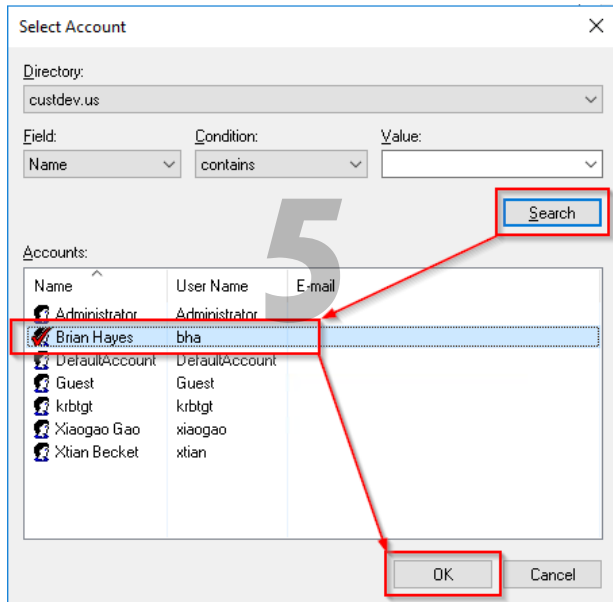 Select Account
Directory:
custdev.us
Field: Condition: Value:
Name contains
5
Search
Accounts:
Name User Name E-mail
Administrator Administrator
Brian Hayes bha
DefaultAccount DefaultAccount
Guest Guest
krbtgt krbtgt
Xiaogao Gao xiaogao
Xtian Becket xtian
OK Cancel